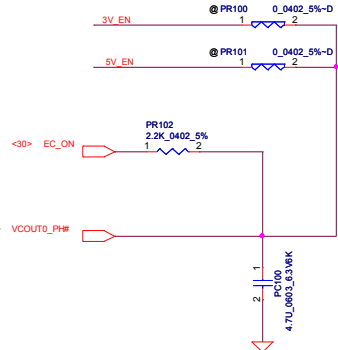 @ PR100 0_0402_5%~D
3V_EN 1 2
@ PR101 0_0402_5%~D
5V_EN 1 2
PR102
2.2K_0402_5%
<30> EC_ON 1 2
VCOUT0_PH#
1
2
PC100
4.7U_0603_6.3V6K